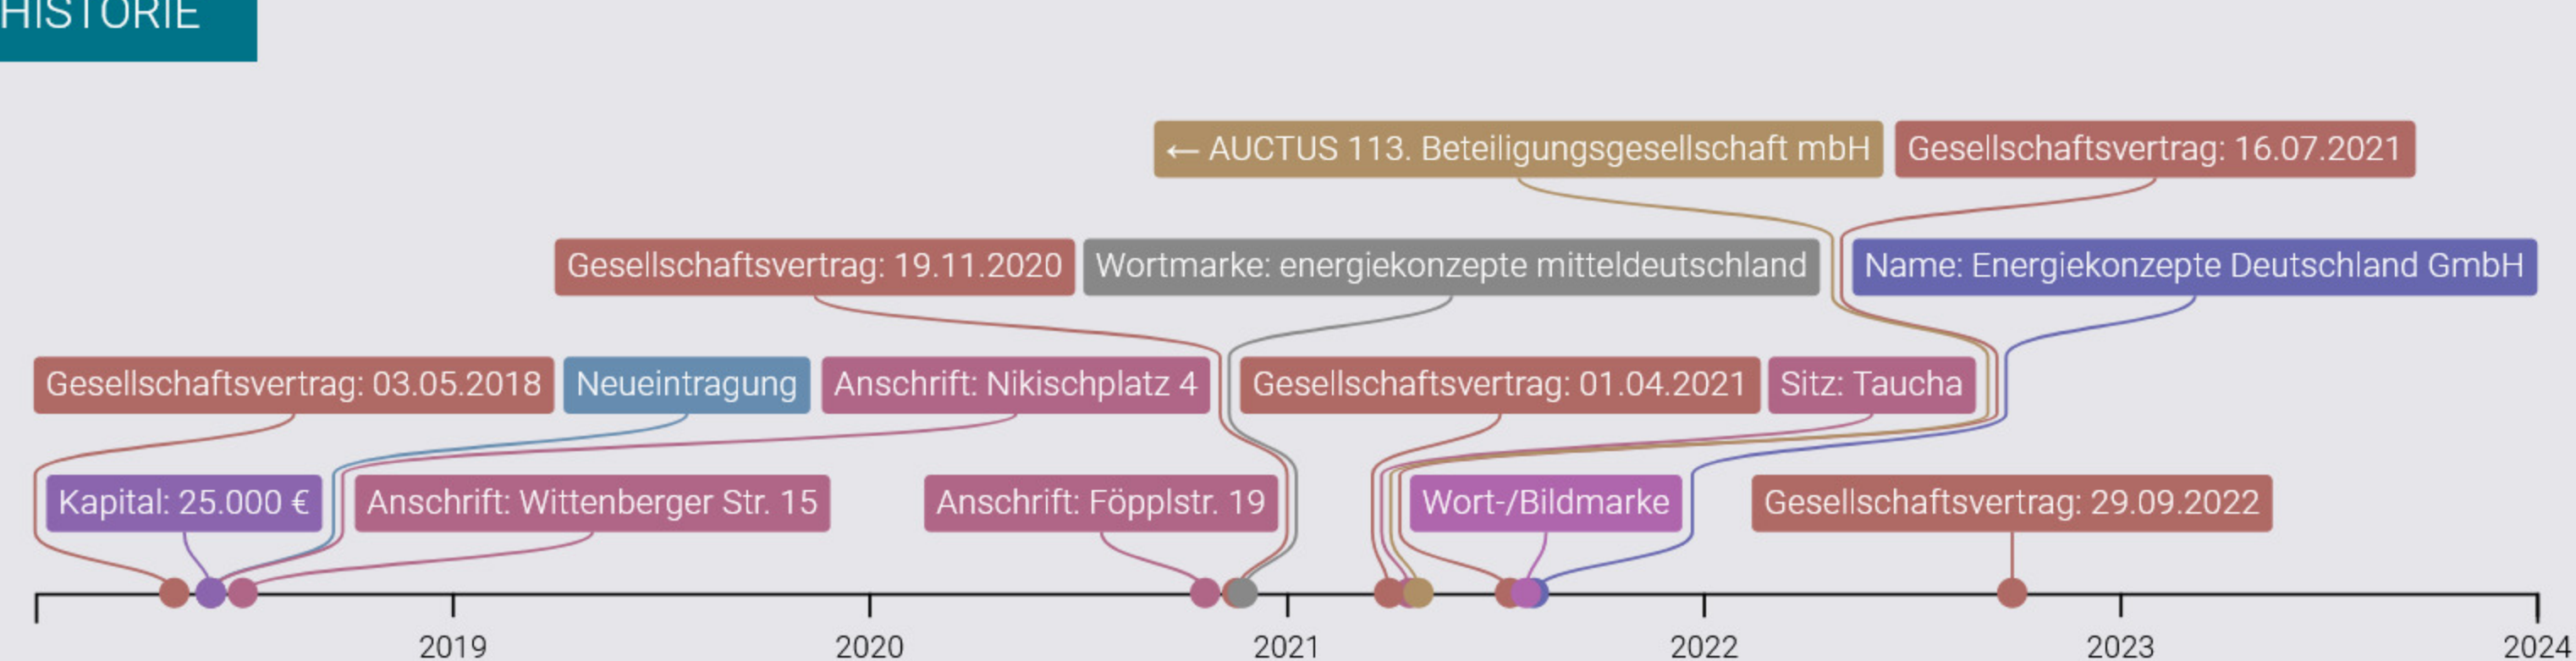 HISTORIE
← AUCTUS 113. Beteiligungsgesellschaft mbH
Gesellschaftsvertrag: 16.07.2021
Gesellschaftsvertrag: 19.11.2020
Wortmarke: energiekonzepte mitteldeutschland
Name: Energiekonzepte Deutschland GmbH
Gesellschaftsvertrag: 03.05.2018
Neueintragung
Anschrift: Nikischplatz 4
Gesellschaftsvertrag: 01.04.2021
Sitz: Taucha
Kapital: 25.000 €
Anschrift: Wittenberger Str. 15
Anschrift: Föpplstr. 19
Wort-/Bildmarke
Gesellschaftsvertrag: 29.09.2022
2019
2020
2021
2022
2023
2024